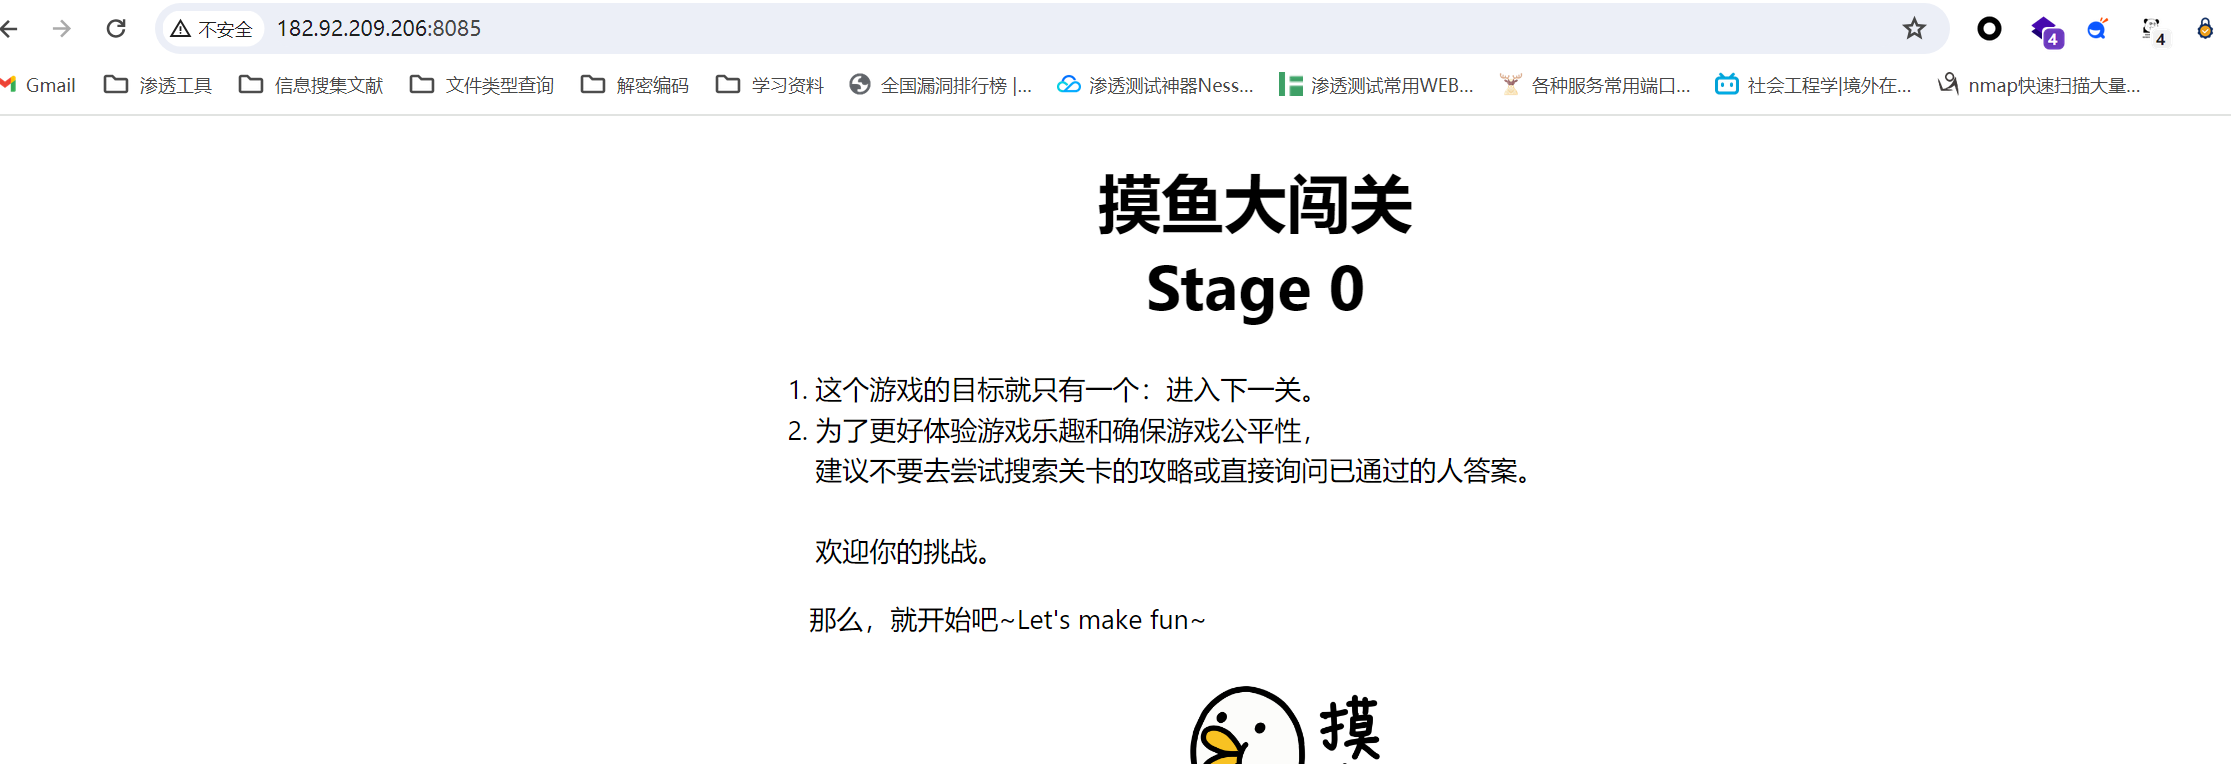 不安全 182.92.209.206:8085
4 4
Gmail 渗透工具 信息搜集文献 文件类型查询 解密编码 学习资料 全国漏洞排行榜 |... 渗透测试神器Ness... 渗透测试常用WEB... 各种服务常用端口... 社会工程学|境外在... nmap快速扫描大量...
摸鱼大闯关
Stage 0
1. 这个游戏的目标就只有一个：进入下一关。
2. 为了更好体验游戏乐趣和确保游戏公平性，
建议不要去尝试搜索关卡的攻略或直接询问已通过的人答案。
欢迎你的挑战。
那么，就开始吧~Let's make fun~
摸